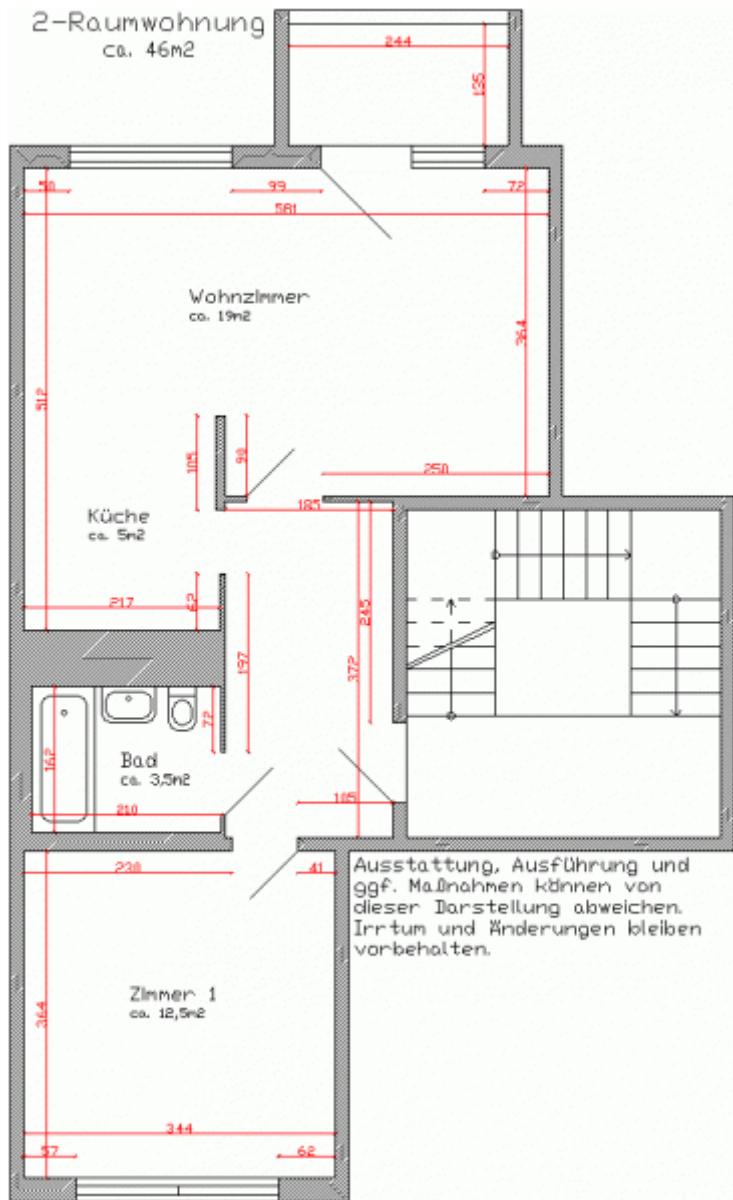 2-Raumwohnung
ca. 46m2
244
135
50
99
72
581
Wohnzimmer
ca. 19m2
364
512
105
90
250
185
Küche
ca. 5m2
217
62
245
197
372
72
162
Bad
ca. 3,5m2
210
105
230
41
Ausstattung, Ausführung und
ggf. Maßnahmen können von
dieser Darstellung abweichen.
Irrtum und Änderungen bleiben
vorbehalten.
Zimmer 1
ca. 12,5m2
364
344
57
62